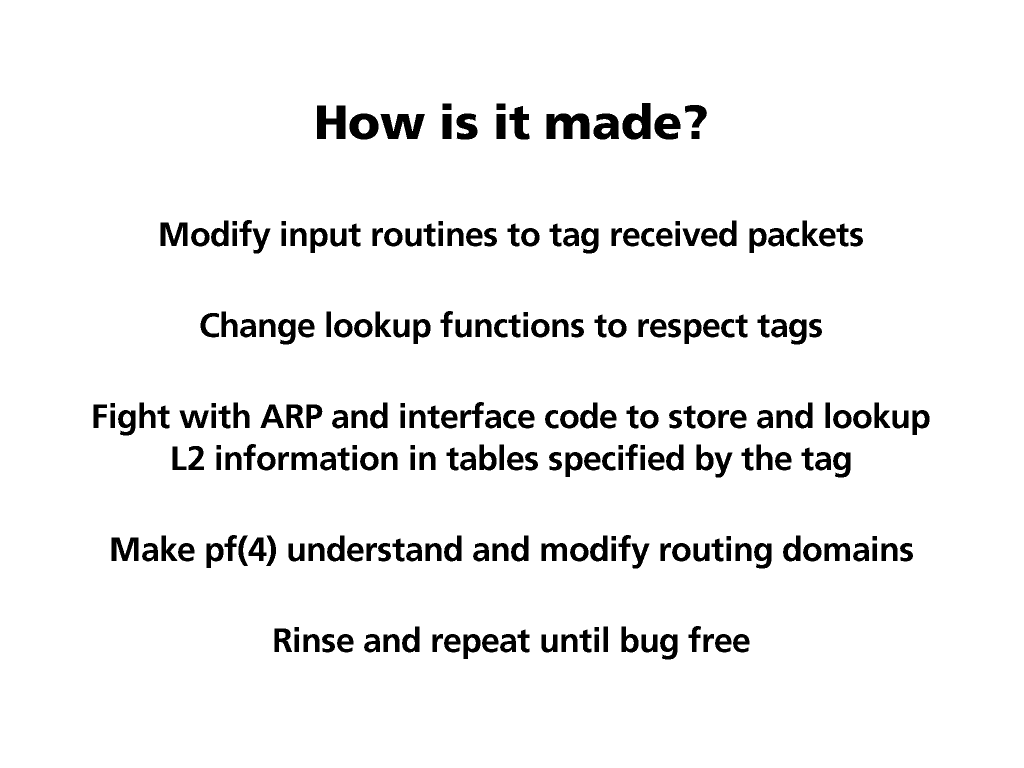 How is it made?
Modify input routines to tag received packets
Change lookup functions to respect tags
Fight with ARP and interface code to store and lookup
L2 information in tables specified by the tag
Make pf(4) understand and modify routing domains
Rinse and repeat until bug free